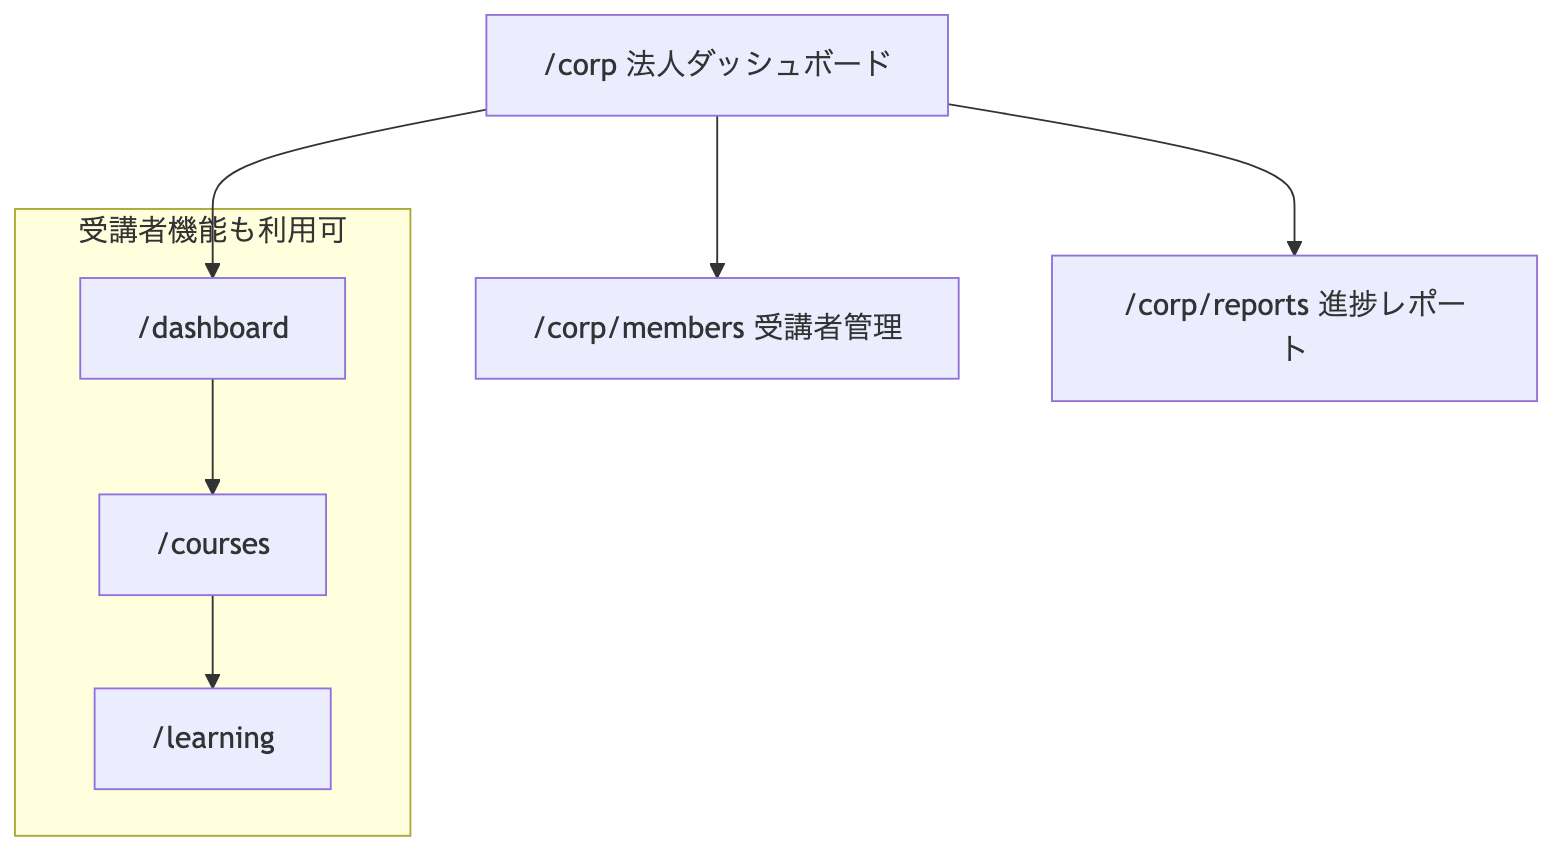 /corp 法人ダッシュボード
受講者機能も利用可
/dashboard
/corp/members 受講者管理
/corp/reports 進捗レポー
ト
/courses
/learning